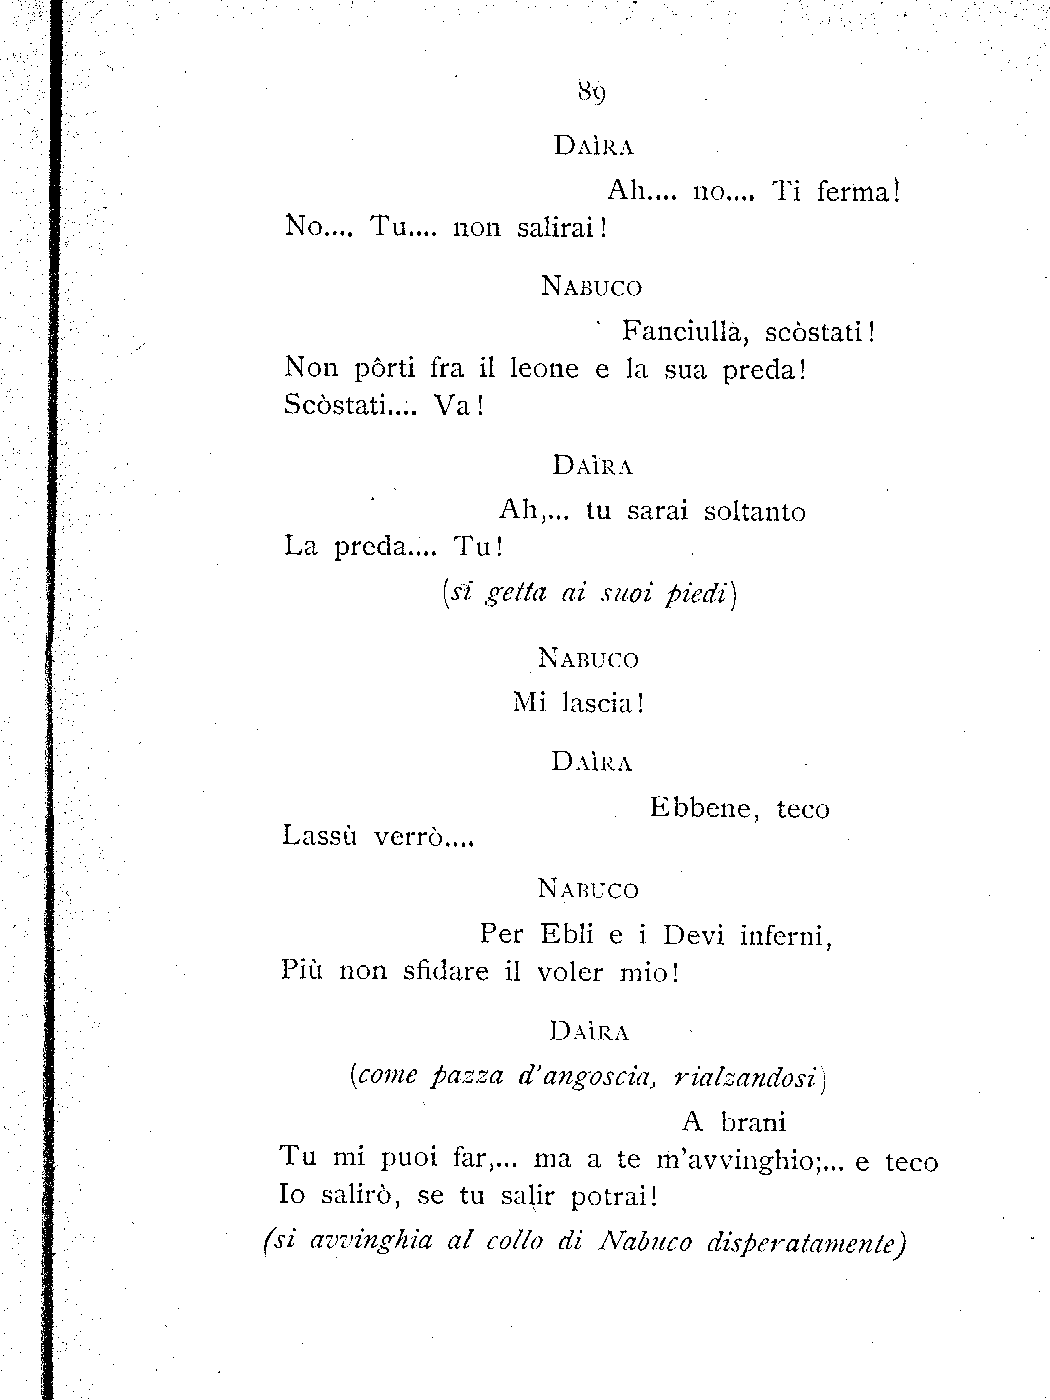 89
DAÌRA
Ah.... no.... Ti ferma!
No.... Tu.... non salirai!
NABUCO
Fanciulla, scòstati!
Non pôrti fra il leone e la sua preda!
Scòstati.... Va!
DAÌRA
Ah,... tu sarai soltanto
La preda.... Tu!
(si getta ai suoi piedi)
NABUCO
Mi lascia!
DAÌRA
Ebbene, teco
Lassù verrò....
NABUCO
Per Ebli e i Devi inferni,
Più non sfidare il voler mio!
DAÌRA
(come pazza d'angoscia, rialzandosi)
A brani
Tu mi puoi far,... ma a te m'avvinghio;... e teco
Io salirò, se tu salir potrai!
(si avvinghia al collo di Nabuco disperatamente)